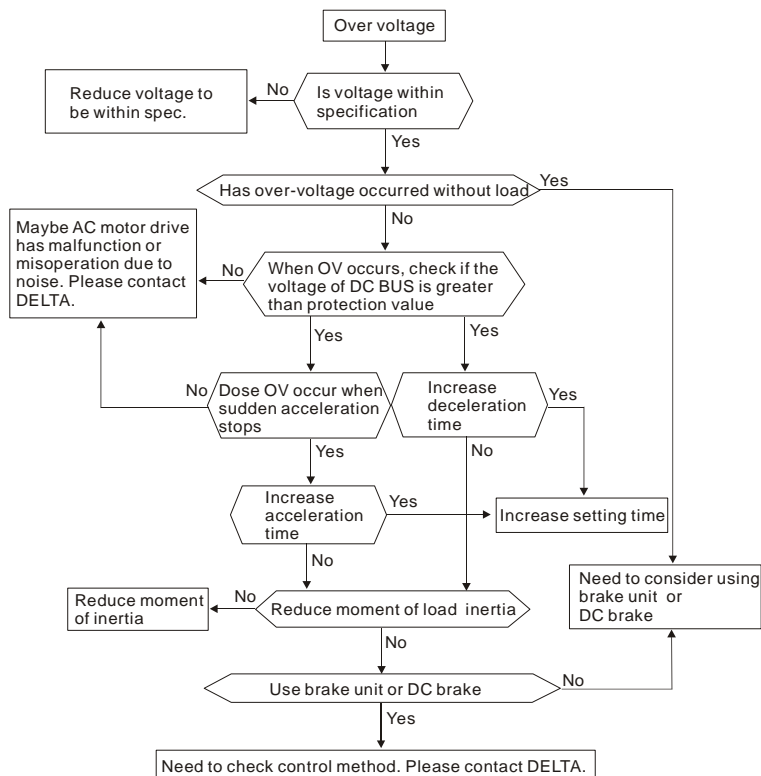 Over voltage
Reduce voltage to
be within spec.
No
Is voltage within
specification
Yes
Has over-voltage occurred without load
Yes
No
Maybe AC motor drive
has malfunction or
misoperation due to
noise. Please contact
DELTA.
No
When OV occurs, check if the
voltage of DC BUS is greater
than protection value
Yes
Yes
No
Dose OV occur when
sudden acceleration
stops
Increase
deceleration
time
Yes
Yes
No
Increase
acceleration
time
Yes
Increase setting time
No
Need to consider using
brake unit or
DC brake
Reduce moment
of inertia
No
Reduce moment of load inertia
No
Use brake unit or DC brake
No
Yes
Need to check control method. Please contact DELTA.